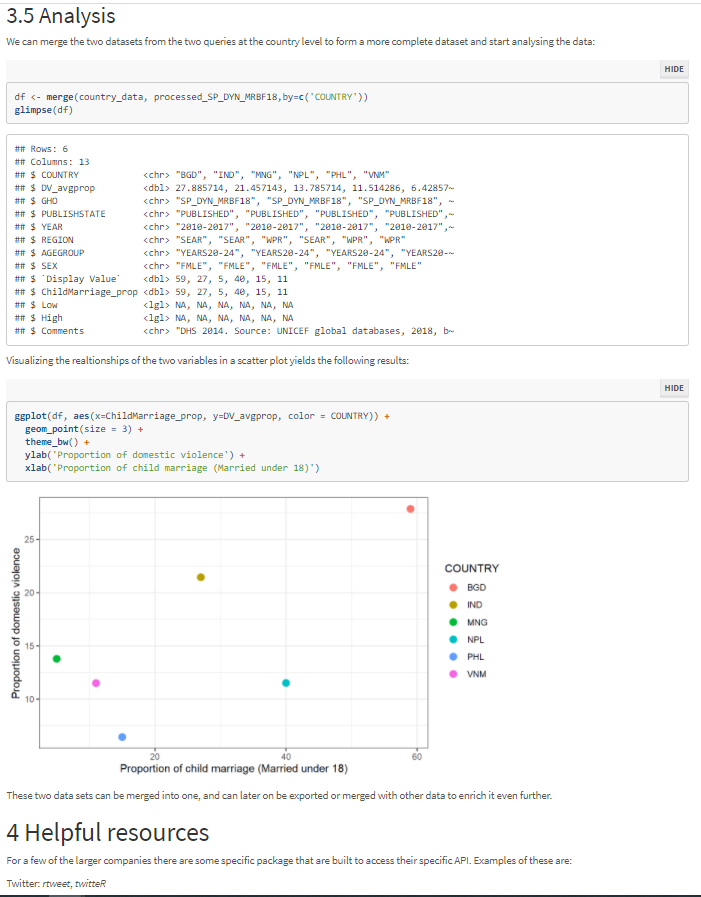 3.5 Analysis
We can merge the two datasets from the two queries at the country level to form a more complete dataset and start analysing the data:
HIDE
df <- merge(country_data, processed_SP_DYN_MRBF18,by=c('COUNTRY'))
glimpse(df)
## Rows: 6
## Columns: 13
## $ COUNTRY <chr> "BGD", "IND", "MNG", "NPL", "PHL", "VNM"
## $ DV_avgprop <dbl> 27.885714, 21.457143, 13.785714, 11.514286, 6.42857~
## $ GHO <chr> "SP_DYN_MRBF18", "SP_DYN_MRBF18", "SP_DYN_MRBF18", ~
## $ PUBLISHSTATE <chr> "PUBLISHED", "PUBLISHED", "PUBLISHED", "PUBLISHED",~
## $ YEAR <chr> "2010-2017", "2010-2017", "2010-2017", "2010-2017",~
## $ REGION <chr> "SEAR", "SEAR", "WPR", "SEAR", "WPR", "WPR"
## $ AGEGROUP <chr> "YEARS20-24", "YEARS20-24", "YEARS20-24", "YEARS20-~
## $ SEX <chr> "FMLE", "FMLE", "FMLE", "FMLE", "FMLE", "FMLE"
## $ `Display Value` <dbl> 59, 27, 5, 40, 15, 11
## $ ChildMarriage_prop <dbl> 59, 27, 5, 40, 15, 11
## $ Low <lgl> NA, NA, NA, NA, NA, NA
## $ High <lgl> NA, NA, NA, NA, NA, NA
## $ Comments <chr> "DHS 2014. Source: UNICEF global databases, 2018, b~
Visualizing the realtionships of the two variables in a scatter plot yields the following results:
HIDE
ggplot(df, aes(x=ChildMarriage_prop, y=DV_avgprop, color = COUNTRY)) +
geom_point(size = 3) +
theme_bw() +
ylab('Proportion of domestic violence') +
xlab('Proportion of child marriage (Married under 18)')
Proportion of domestic violence
25
20
15
10
20 40 60
Proportion of child marriage (Married under 18)
COUNTRY
BGD
IND
MNG
NPL
PHL
VNM
These two data sets can be merged into one, and can later on be exported or merged with other data to enrich it even further.
4 Helpful resources
For a few of the larger companies there are some specific package that are built to access their specific API. Examples of these are:
Twitter: rtweet, twitteR